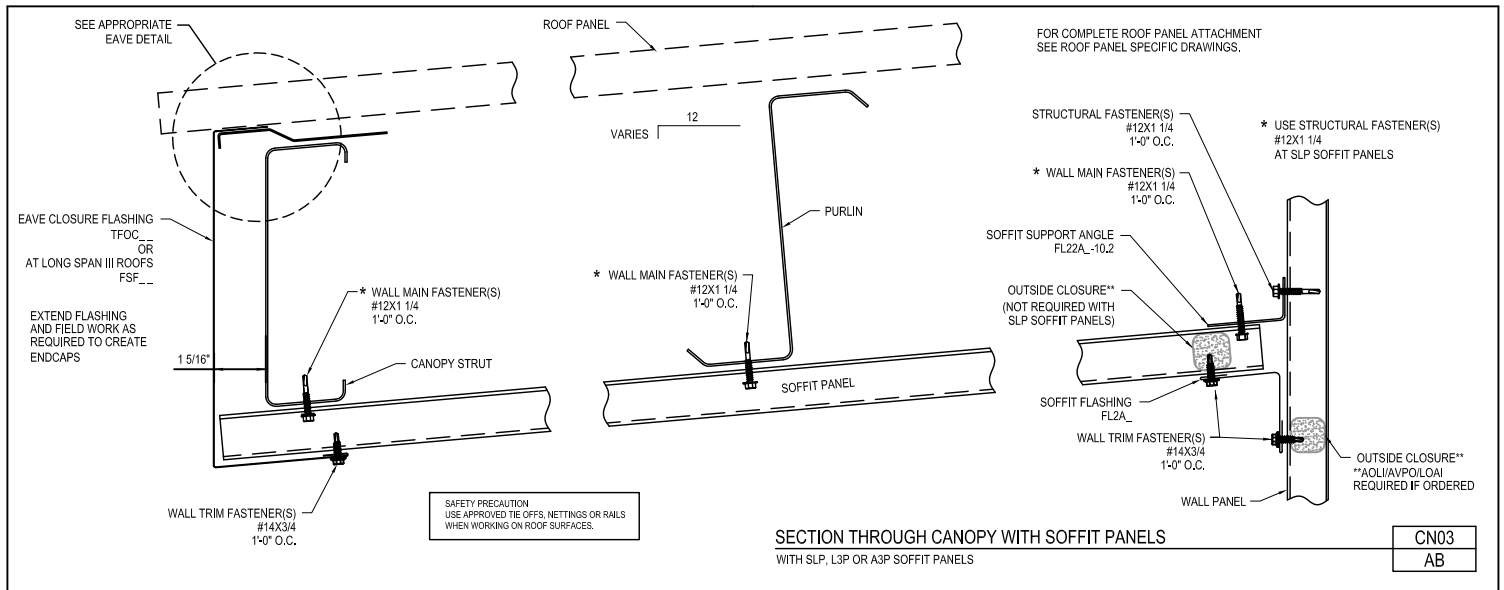 SEE APPROPRIATE
EAVE DETAIL
ROOF PANEL
FOR COMPLETE ROOF PANEL ATTACHMENT
SEE ROOF PANEL SPECIFIC DRAWINGS.
12
VARIES
STRUCTURAL FASTENER(S)
#12X1 1/4
1'-0" O.C.
* USE STRUCTURAL FASTENER(S)
#12X1 1/4
AT SLP SOFFIT PANELS
* WALL MAIN FASTENER(S)
#12X1 1/4
1'-0" O.C.
EAVE CLOSURE FLASHING
TFOC_ _
OR
AT LONG SPAN III ROOFS
FSF_ _
PURLIN
SOFFIT SUPPORT ANGLE
FL22A_-10.2
* WALL MAIN FASTENER(S)
#12X1 1/4
1'-0" O.C.
* WALL MAIN FASTENER(S)
#12X1 1/4
1'-0" O.C.
OUTSIDE CLOSURE**
(NOT REQUIRED WITH
SLP SOFFIT PANELS)
EXTEND FLASHING
AND FIELD WORK AS
REQUIRED TO CREATE
ENDCAPS
1 5/16"
CANOPY STRUT
SOFFIT PANEL
SOFFIT FLASHING
FL2A_
WALL TRIM FASTENER(S)
#14X3/4
1'-0" O.C.
OUTSIDE CLOSURE**
**AOLI/AVPO/LOAI
REQUIRED IF ORDERED
WALL PANEL
WALL TRIM FASTENER(S)
#14X3/4
1'-0" O.C.
SAFETY PRECAUTION
USE APPROVED TIE OFFS, NETTINGS OR RAILS
WHEN WORKING ON ROOF SURFACES.
SECTION THROUGH CANOPY WITH SOFFIT PANELS
WITH SLP, L3P OR A3P SOFFIT PANELS
CN03
AB